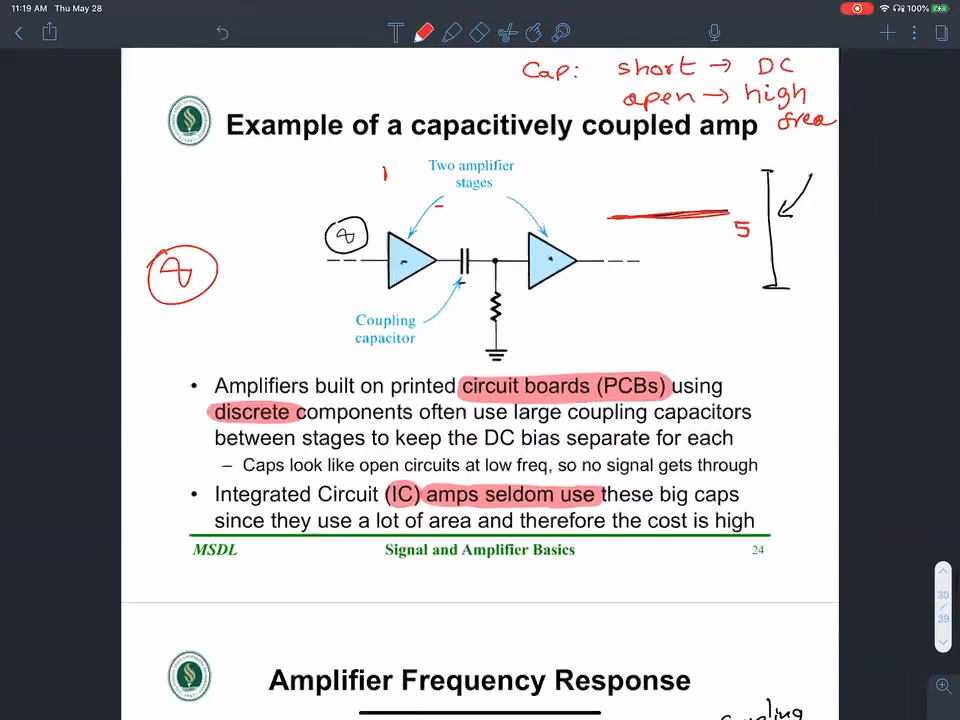 11:19 AM Thu May 28
100%
T
Cap: short → DC
open → high
freq
Example of a capacitively coupled amp
Two amplifier
stages
5
Coupling
capacitor
• Amplifiers built on printed circuit boards (PCBs) using
discrete components often use large coupling capacitors
between stages to keep the DC bias separate for each
– Caps look like open circuits at low freq, so no signal gets through
• Integrated Circuit (IC) amps seldom use these big caps
since they use a lot of area and therefore the cost is high
MSDL
Signal and Amplifier Basics
24
30
39
Amplifier Frequency Response
Coupling